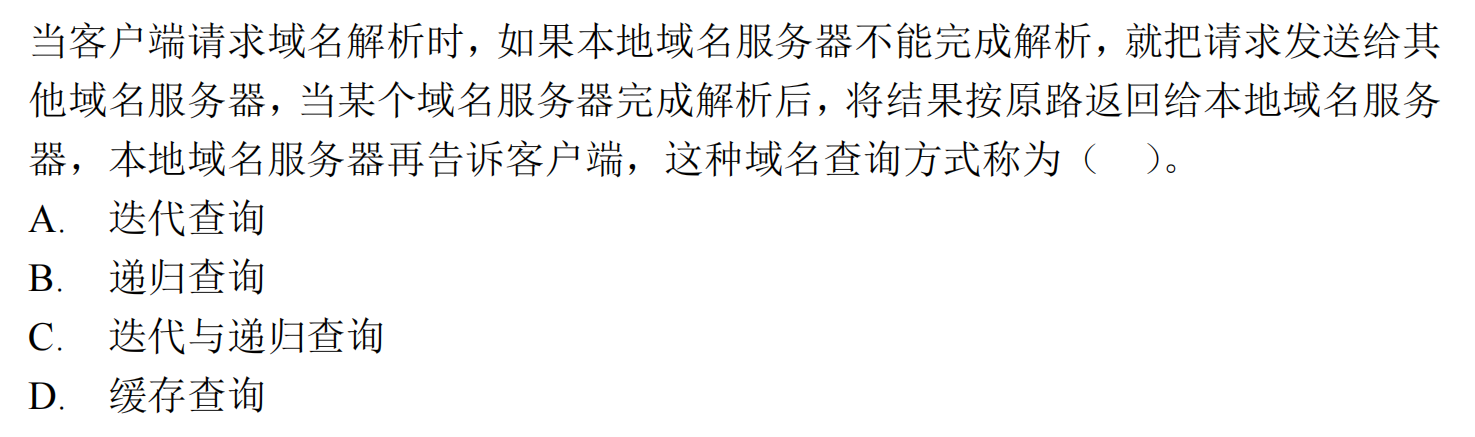 当客户端请求域名解析时，如果本地域名服务器不能完成解析，就把请求发送给其
他域名服务器，当某个域名服务器完成解析后，将结果按原路返回给本地域名服务
器，本地域名服务器再告诉客户端，这种域名查询方式称为（　）。
A.　迭代查询
B.　递归查询
C.　迭代与递归查询
D.　缓存查询